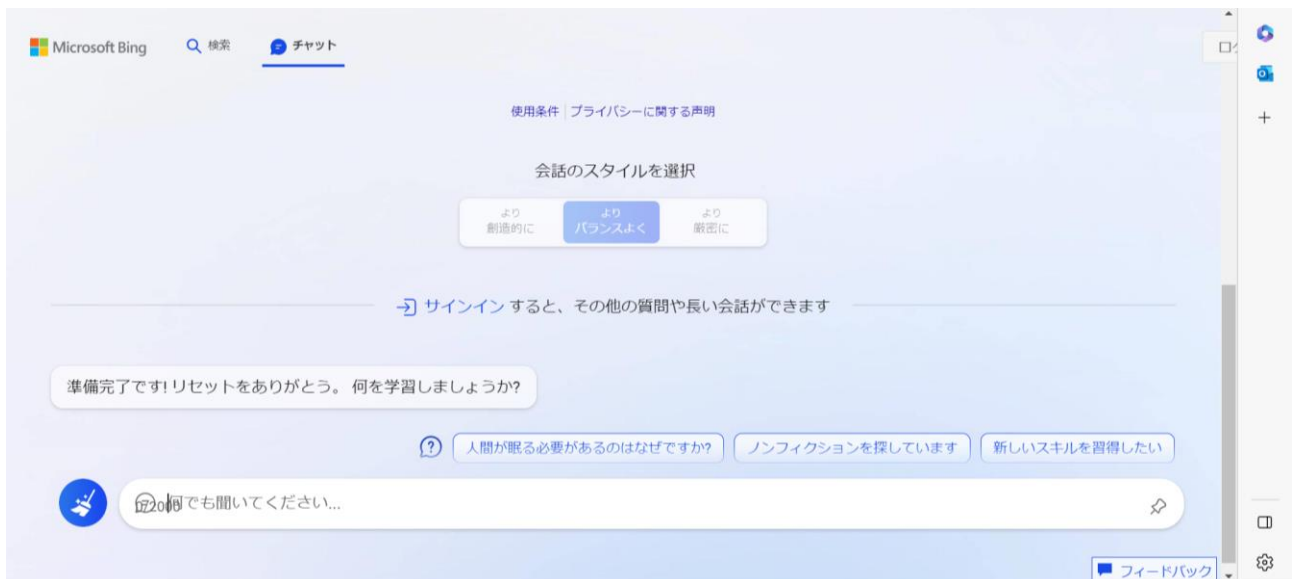 Microsoft Bing
検索
チャット
使用条件
プライバシーに関する声明
会話のスタイルを選択
より
創造的に
より
バランスよく
より
厳密に
サインイン すると、その他の質問や長い会話ができます
準備完了です! リセットをありがとう。 何を学習しましょうか?
人間が眠る必要があるのはなぜですか?
ノンフィクションを探しています
新しいスキルを習得したい
何でも聞いてください...
フィードバック